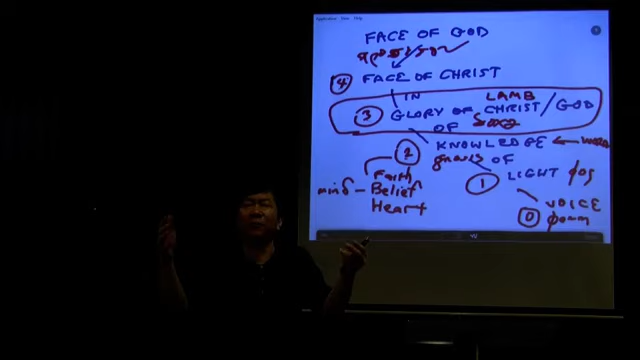 FACE OF GOD
④ FACE OF CHRIST
IN LAMB
③ GLORY OF CHRIST/GOD
OF
② KNOWLEDGE ←
gnosis OF
Faith ① LIGHT
mind – Belief VOICE
Heart ⓪